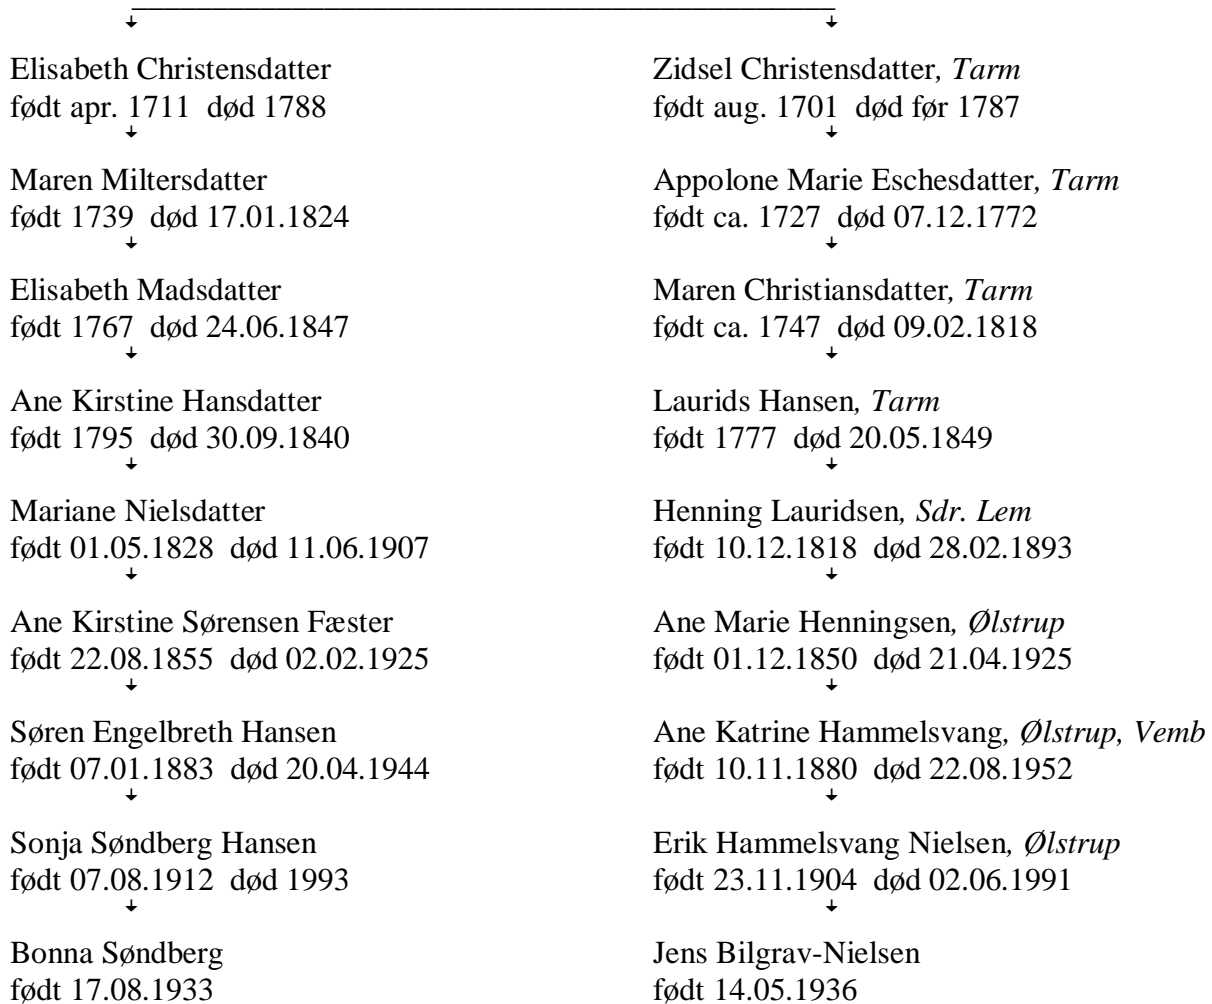 Elisabeth Christensdatter
født apr. 1711 død 1788
Maren Miltersdatter
født 1739 død 17.01.1824
Elisabeth Madsdatter
født 1767 død 24.06.1847
Ane Kirstine Hansdatter
født 1795 død 30.09.1840
Mariane Nielsdatter
født 01.05.1828 død 11.06.1907
Ane Kirstine Sørensen Fæster
født 22.08.1855 død 02.02.1925
Søren Engelbreth Hansen
født 07.01.1883 død 20.04.1944
Sonja Søndberg Hansen
født 07.08.1912 død 1993
Bonna Søndberg
født 17.08.1933
Zidsel Christensdatter, Tarm
født aug. 1701 død før 1787
Appolone Marie Eschesdatter, Tarm
født ca. 1727 død 07.12.1772
Maren Christiansdatter, Tarm
født ca. 1747 død 09.02.1818
Laurids Hansen, Tarm
født 1777 død 20.05.1849
Henning Lauridsen, Sdr. Lem
født 10.12.1818 død 28.02.1893
Ane Marie Henningsen, Ølstrup
født 01.12.1850 død 21.04.1925
Ane Katrine Hammelsvang, Ølstrup, Vemb
født 10.11.1880 død 22.08.1952
Erik Hammelsvang Nielsen, Ølstrup
født 23.11.1904 død 02.06.1991
Jens Bilgrav-Nielsen
født 14.05.1936